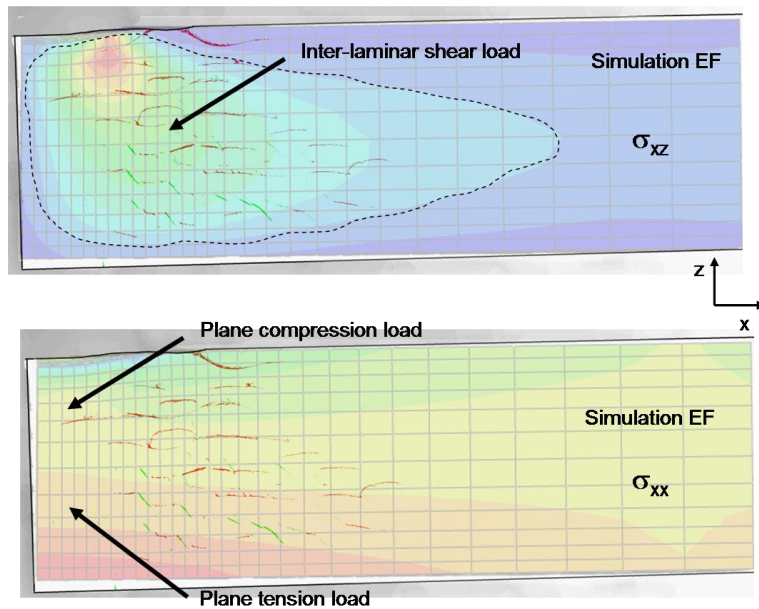 Inter-laminar shear load
Simulation EF
σxz
z
x
Plane compression load
Simulation EF
σxx
Plane tension load